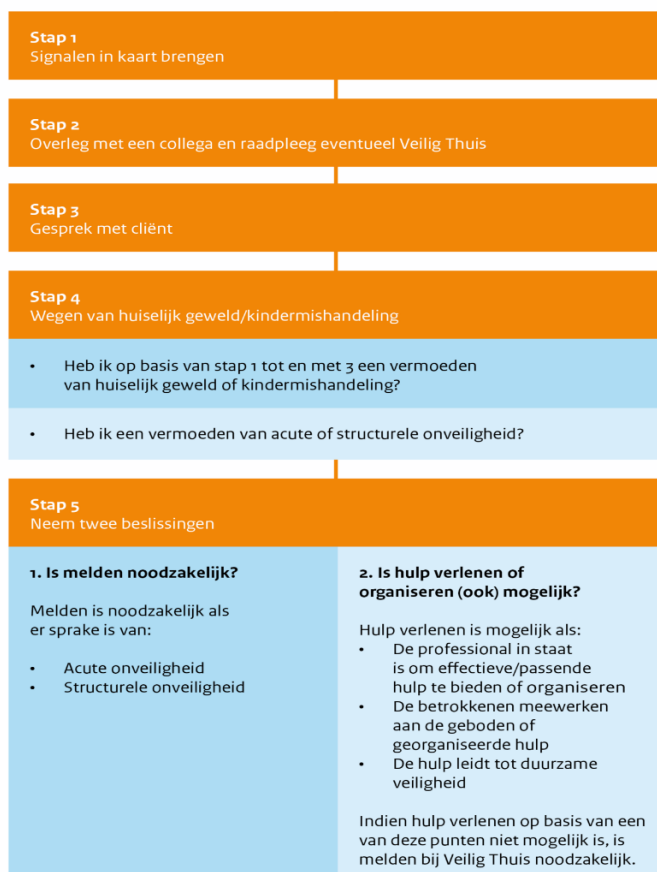 Stap 1
Signalen in kaart brengen
Stap 2
Overleg met een collega en raadpleeg eventueel Veilig Thuis
Stap 3
Gesprek met cliënt
Stap 4
Wegen van huiselijk geweld/kindermishandeling
• Heb ik op basis van stap 1 tot en met 3 een vermoeden
van huiselijk geweld of kindermishandeling?
• Heb ik een vermoeden van acute of structurele onveiligheid?
Stap 5
Neem twee beslissingen
1. Is melden noodzakelijk?
Melden is noodzakelijk als
er sprake is van:
• Acute onveiligheid
• Structurele onveiligheid
2. Is hulp verlenen of
organiseren (ook) mogelijk?
Hulp verlenen is mogelijk als:
• De professional in staat
is om effectieve/passende
hulp te bieden of organiseren
• De betrokkenen meewerken
aan de geboden of
georganiseerde hulp
• De hulp leidt tot duurzame
veiligheid
Indien hulp verlenen op basis van een
van deze punten niet mogelijk is, is
melden bij Veilig Thuis noodzakelijk.